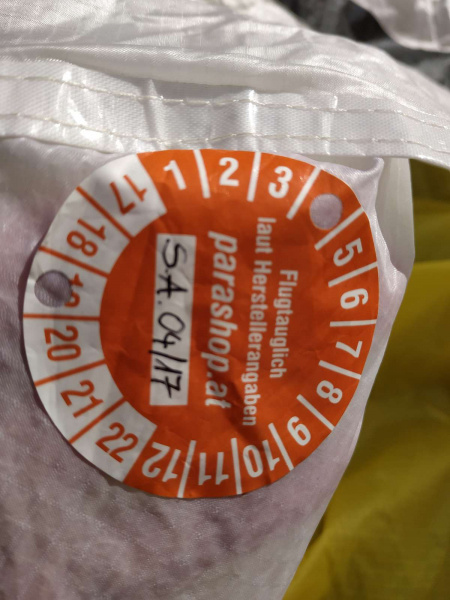 Flugtauglich
laut Herstellerangaben
parashop.at
S.A. 04/17
1 2 3 5 6 7 8 9 10 11 12
17 18 19 20 21 22